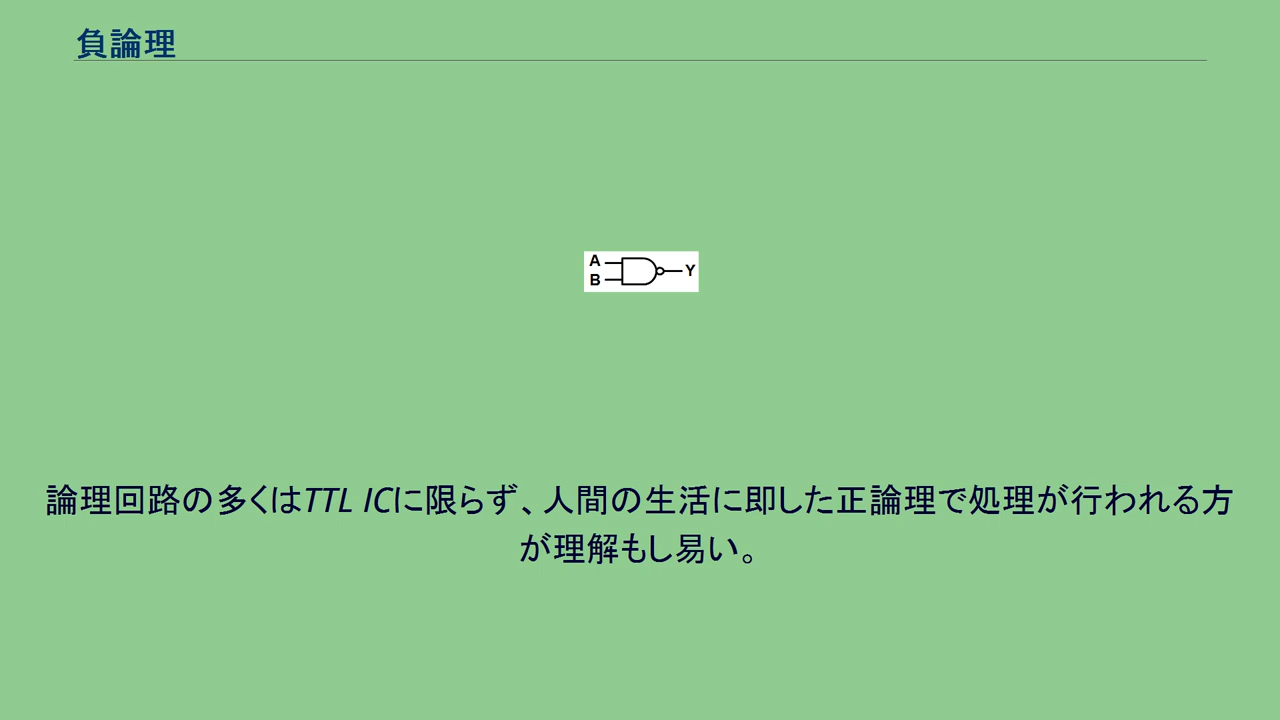 負論理
A
B
Y
論理回路の多くはTTL ICに限らず、人間の生活に即した正論理で処理が行われる方
が理解もし易い。